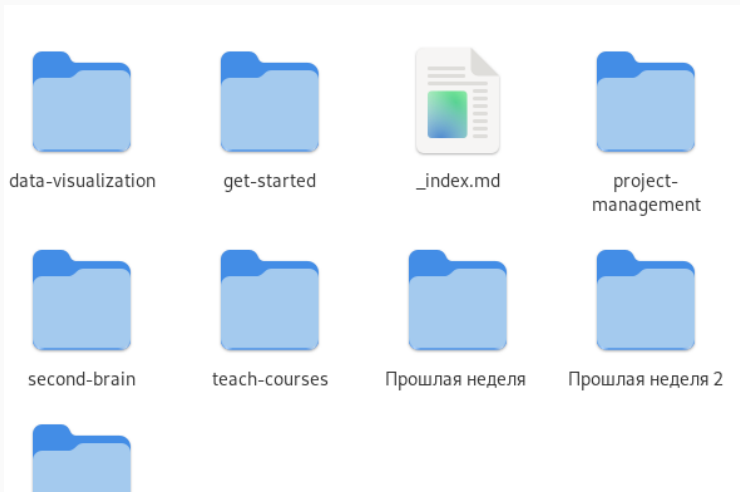 data-visualization
get-started
_index.md
project-
management
second-brain
teach-courses
Прошлая неделя
Прошлая неделя 2